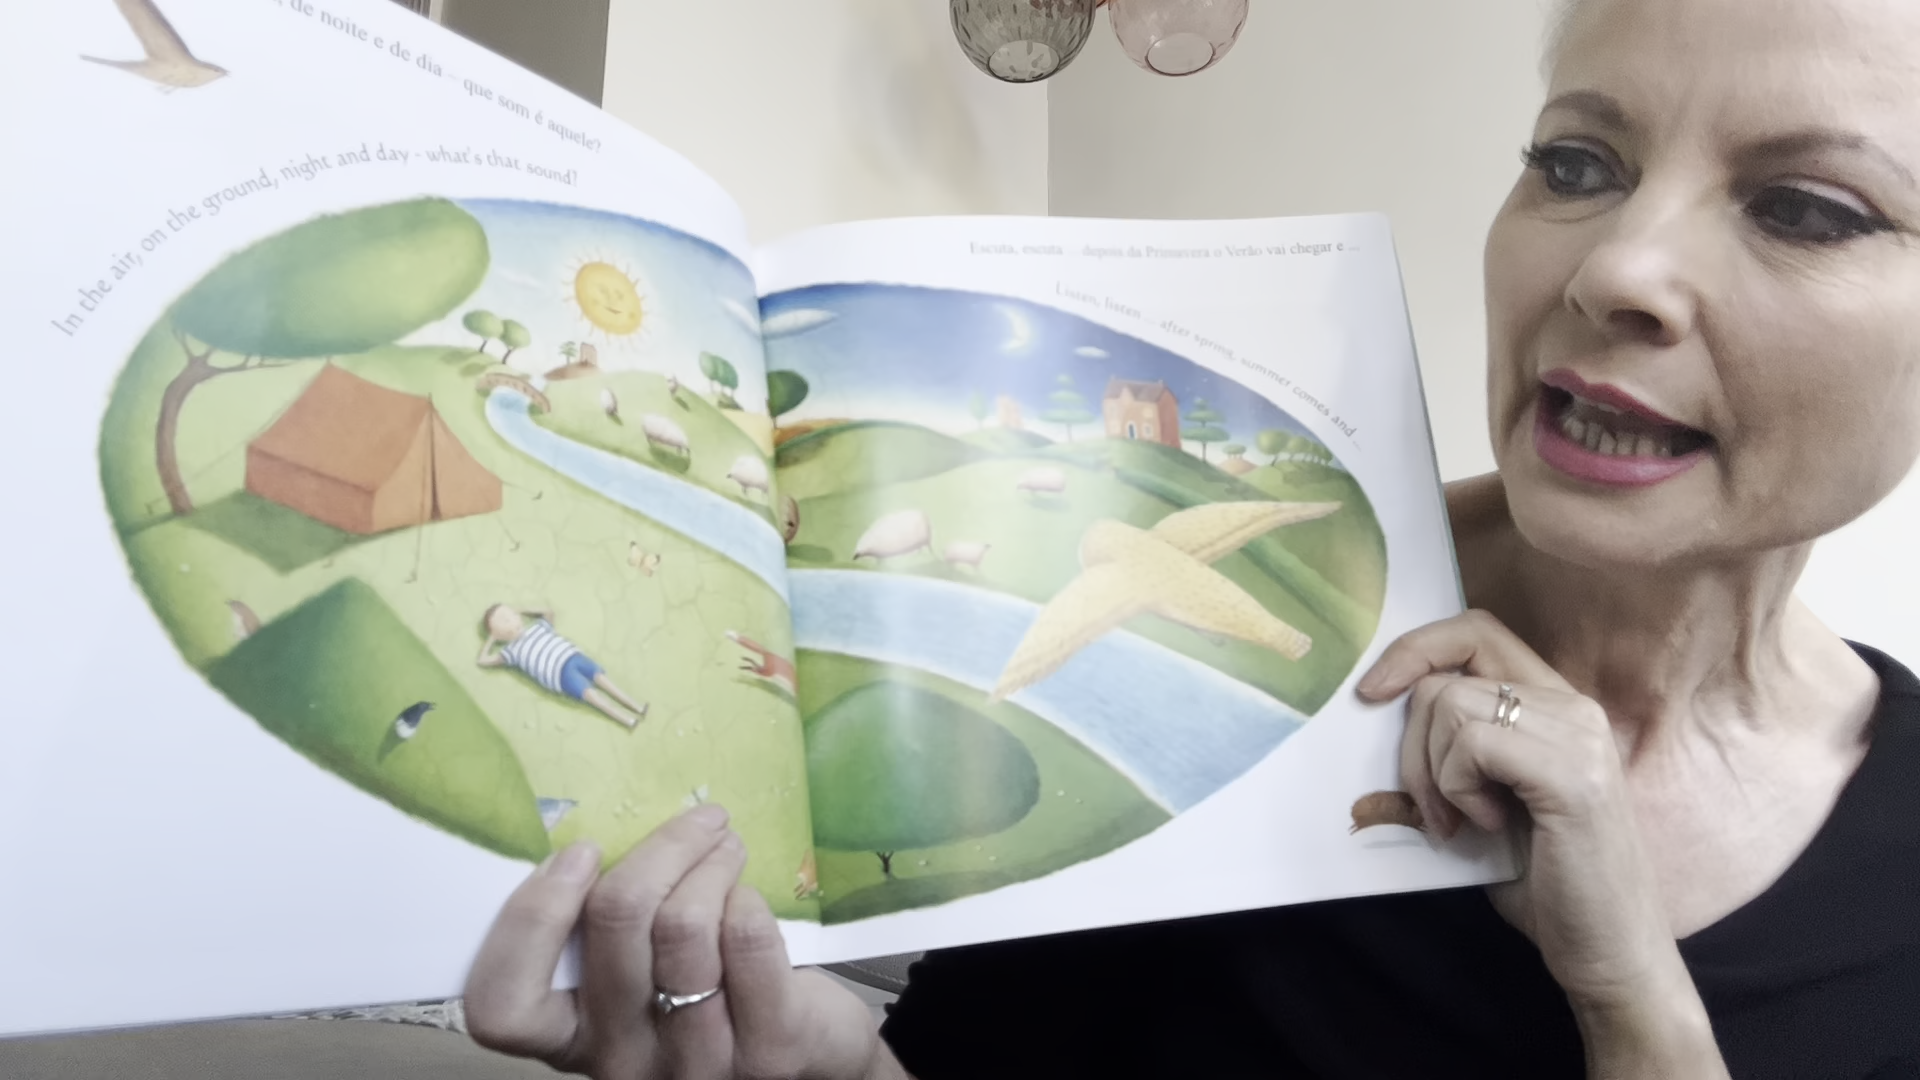 de noite e de dia – que som é aquele?
In the air, on the ground, night and day - what's that sound?
Escuta, escuta ... depois da Primavera o Verão vai chegar e ...
Listen, listen ... after spring, summer comes and ...